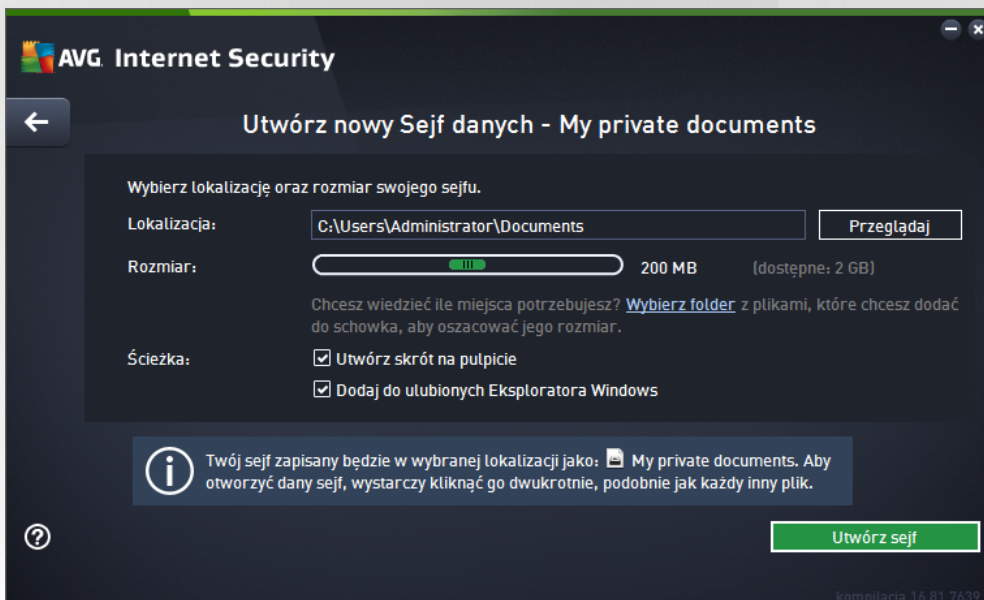 AVG Internet Security
Utwórz nowy Sejf danych - My private documents
Wybierz lokalizację oraz rozmiar swojego sejfu.
Lokalizacja: C:\Users\Administrator\Documents Przeglądaj
Rozmiar: 200 MB (dostępne: 2 GB)
Chcesz wiedzieć ile miejsca potrzebujesz? Wybierz folder z plikami, które chcesz dodać
do schowka, aby oszacować jego rozmiar.
Ścieżka: Utwórz skrót na pulpicie
Dodaj do ulubionych Eksploratora Windows
Twój sejf zapisany będzie w wybranej lokalizacji jako: My private documents. Aby
otworzyć dany sejf, wystarczy kliknąć go dwukrotnie, podobnie jak każdy inny plik.
Utwórz sejf
kompilacja 16.81.7639